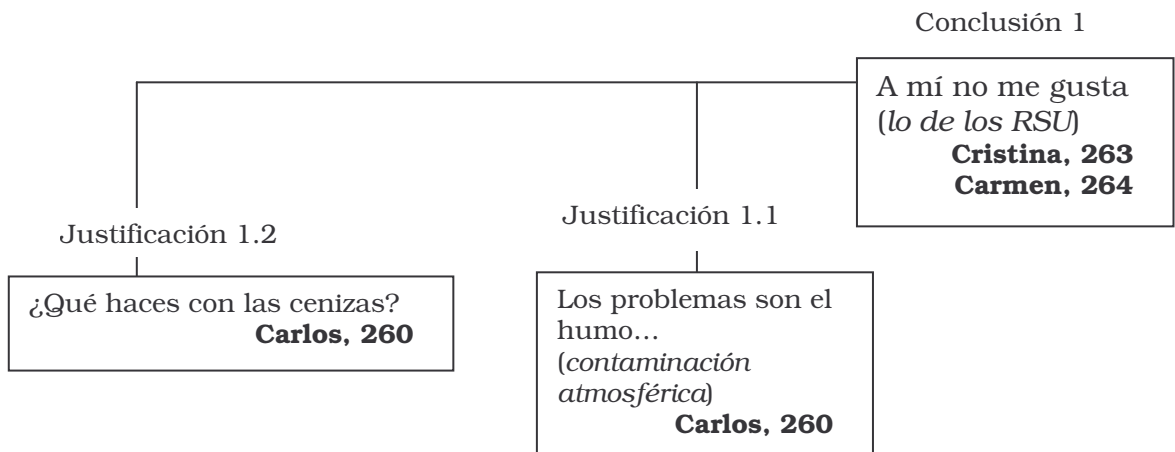 Conclusión 1
A mí no me gusta
(lo de los RSU)
Cristina, 263
Carmen, 264
Justificación 1.2
¿Qué haces con las cenizas?
Carlos, 260
Justificación 1.1
Los problemas son el
humo…
(contaminación
atmosférica)
Carlos, 260